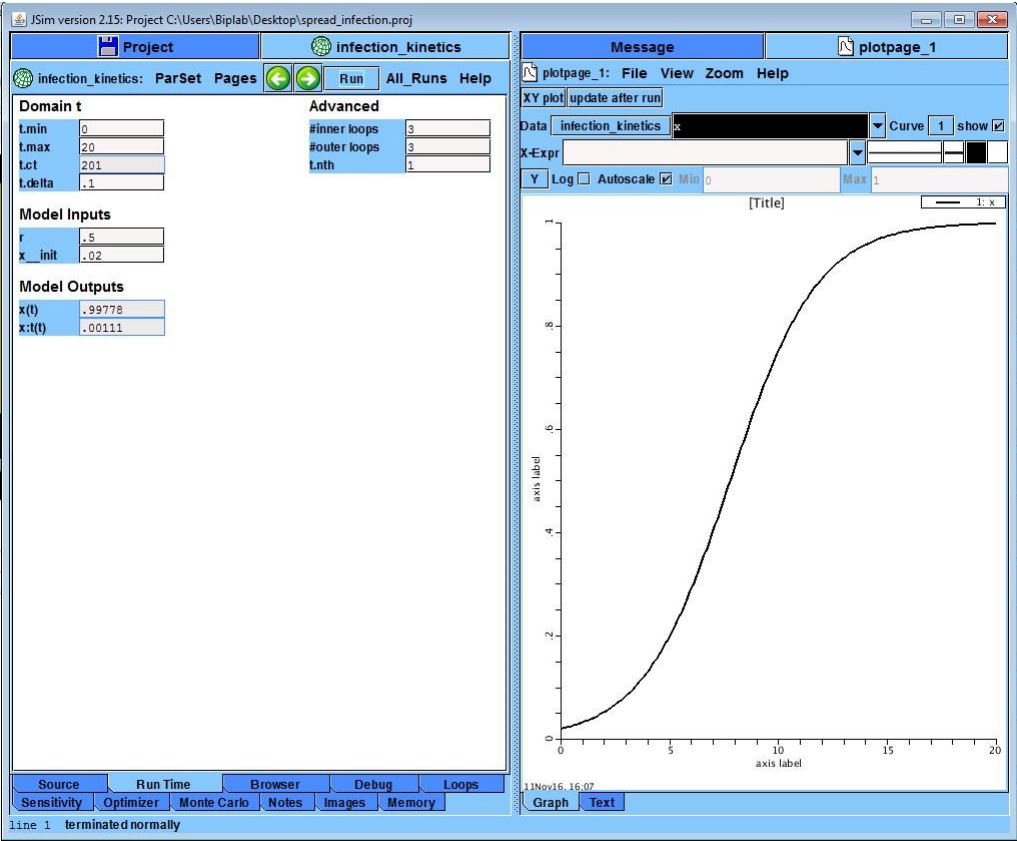 JSim version 2.15: Project C:\Users\Biplab\Desktop\spread_infection.proj
Project
infection_kinetics
infection_kinetics: ParSet Pages Run All_Runs Help
Domain t
t.min 0
t.max 20
t.ct 201
t.delta .1
Advanced
#inner loops 3
#outer loops 3
t.nth 1
Model Inputs
r .5
x__init .02
Model Outputs
x(t) .99778
x:t(t) .00111
Source Run Time Browser Debug Loops
Sensitivity Optimizer Monte Carlo Notes Images Memory
line 1 terminated normally
Message
plotpage_1
plotpage_1: File View Zoom Help
XY plot update after run
Data infection_kinetics x Curve 1 show
X-Expr
Y Log Autoscale Min 0 Max 1
[Title]
1: x
1
.8
.6
.4
.2
0
axis label
0 5 10 15 20
axis label
11Nov16, 16:07
Graph Text